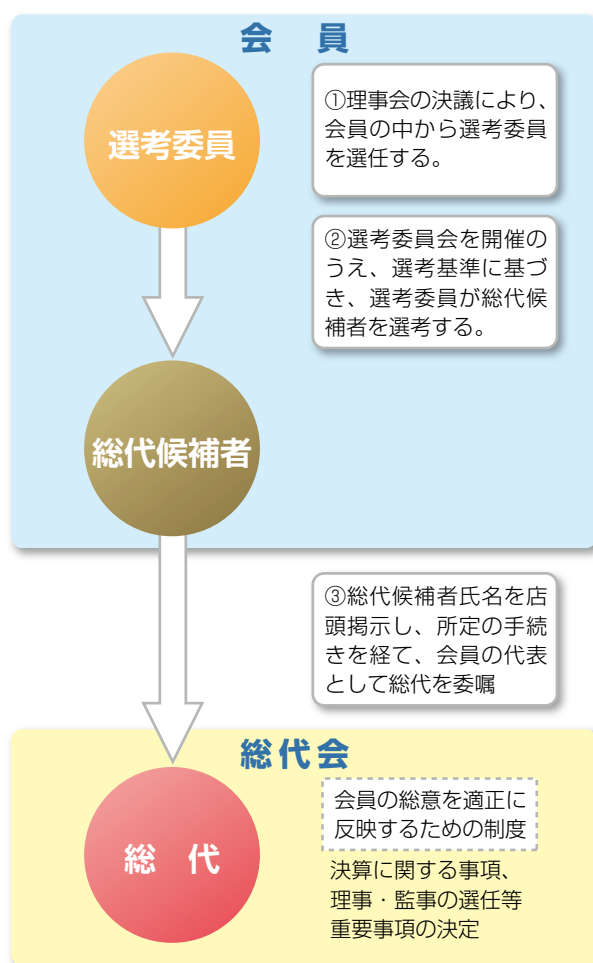 会　員
選考委員
①理事会の決議により、
会員の中から選考委員
を選任する。
②選考委員会を開催の
うえ、選考基準に基づ
き、選考委員が総代候
補者を選考する。
総代候補者
③総代候補者氏名を店
頭掲示し、所定の手続
きを経て、会員の代表
として総代を委嘱
総代会
総　代
会員の総意を適正に
反映するための制度
決算に関する事項、
理事・監事の選任等
重要事項の決定